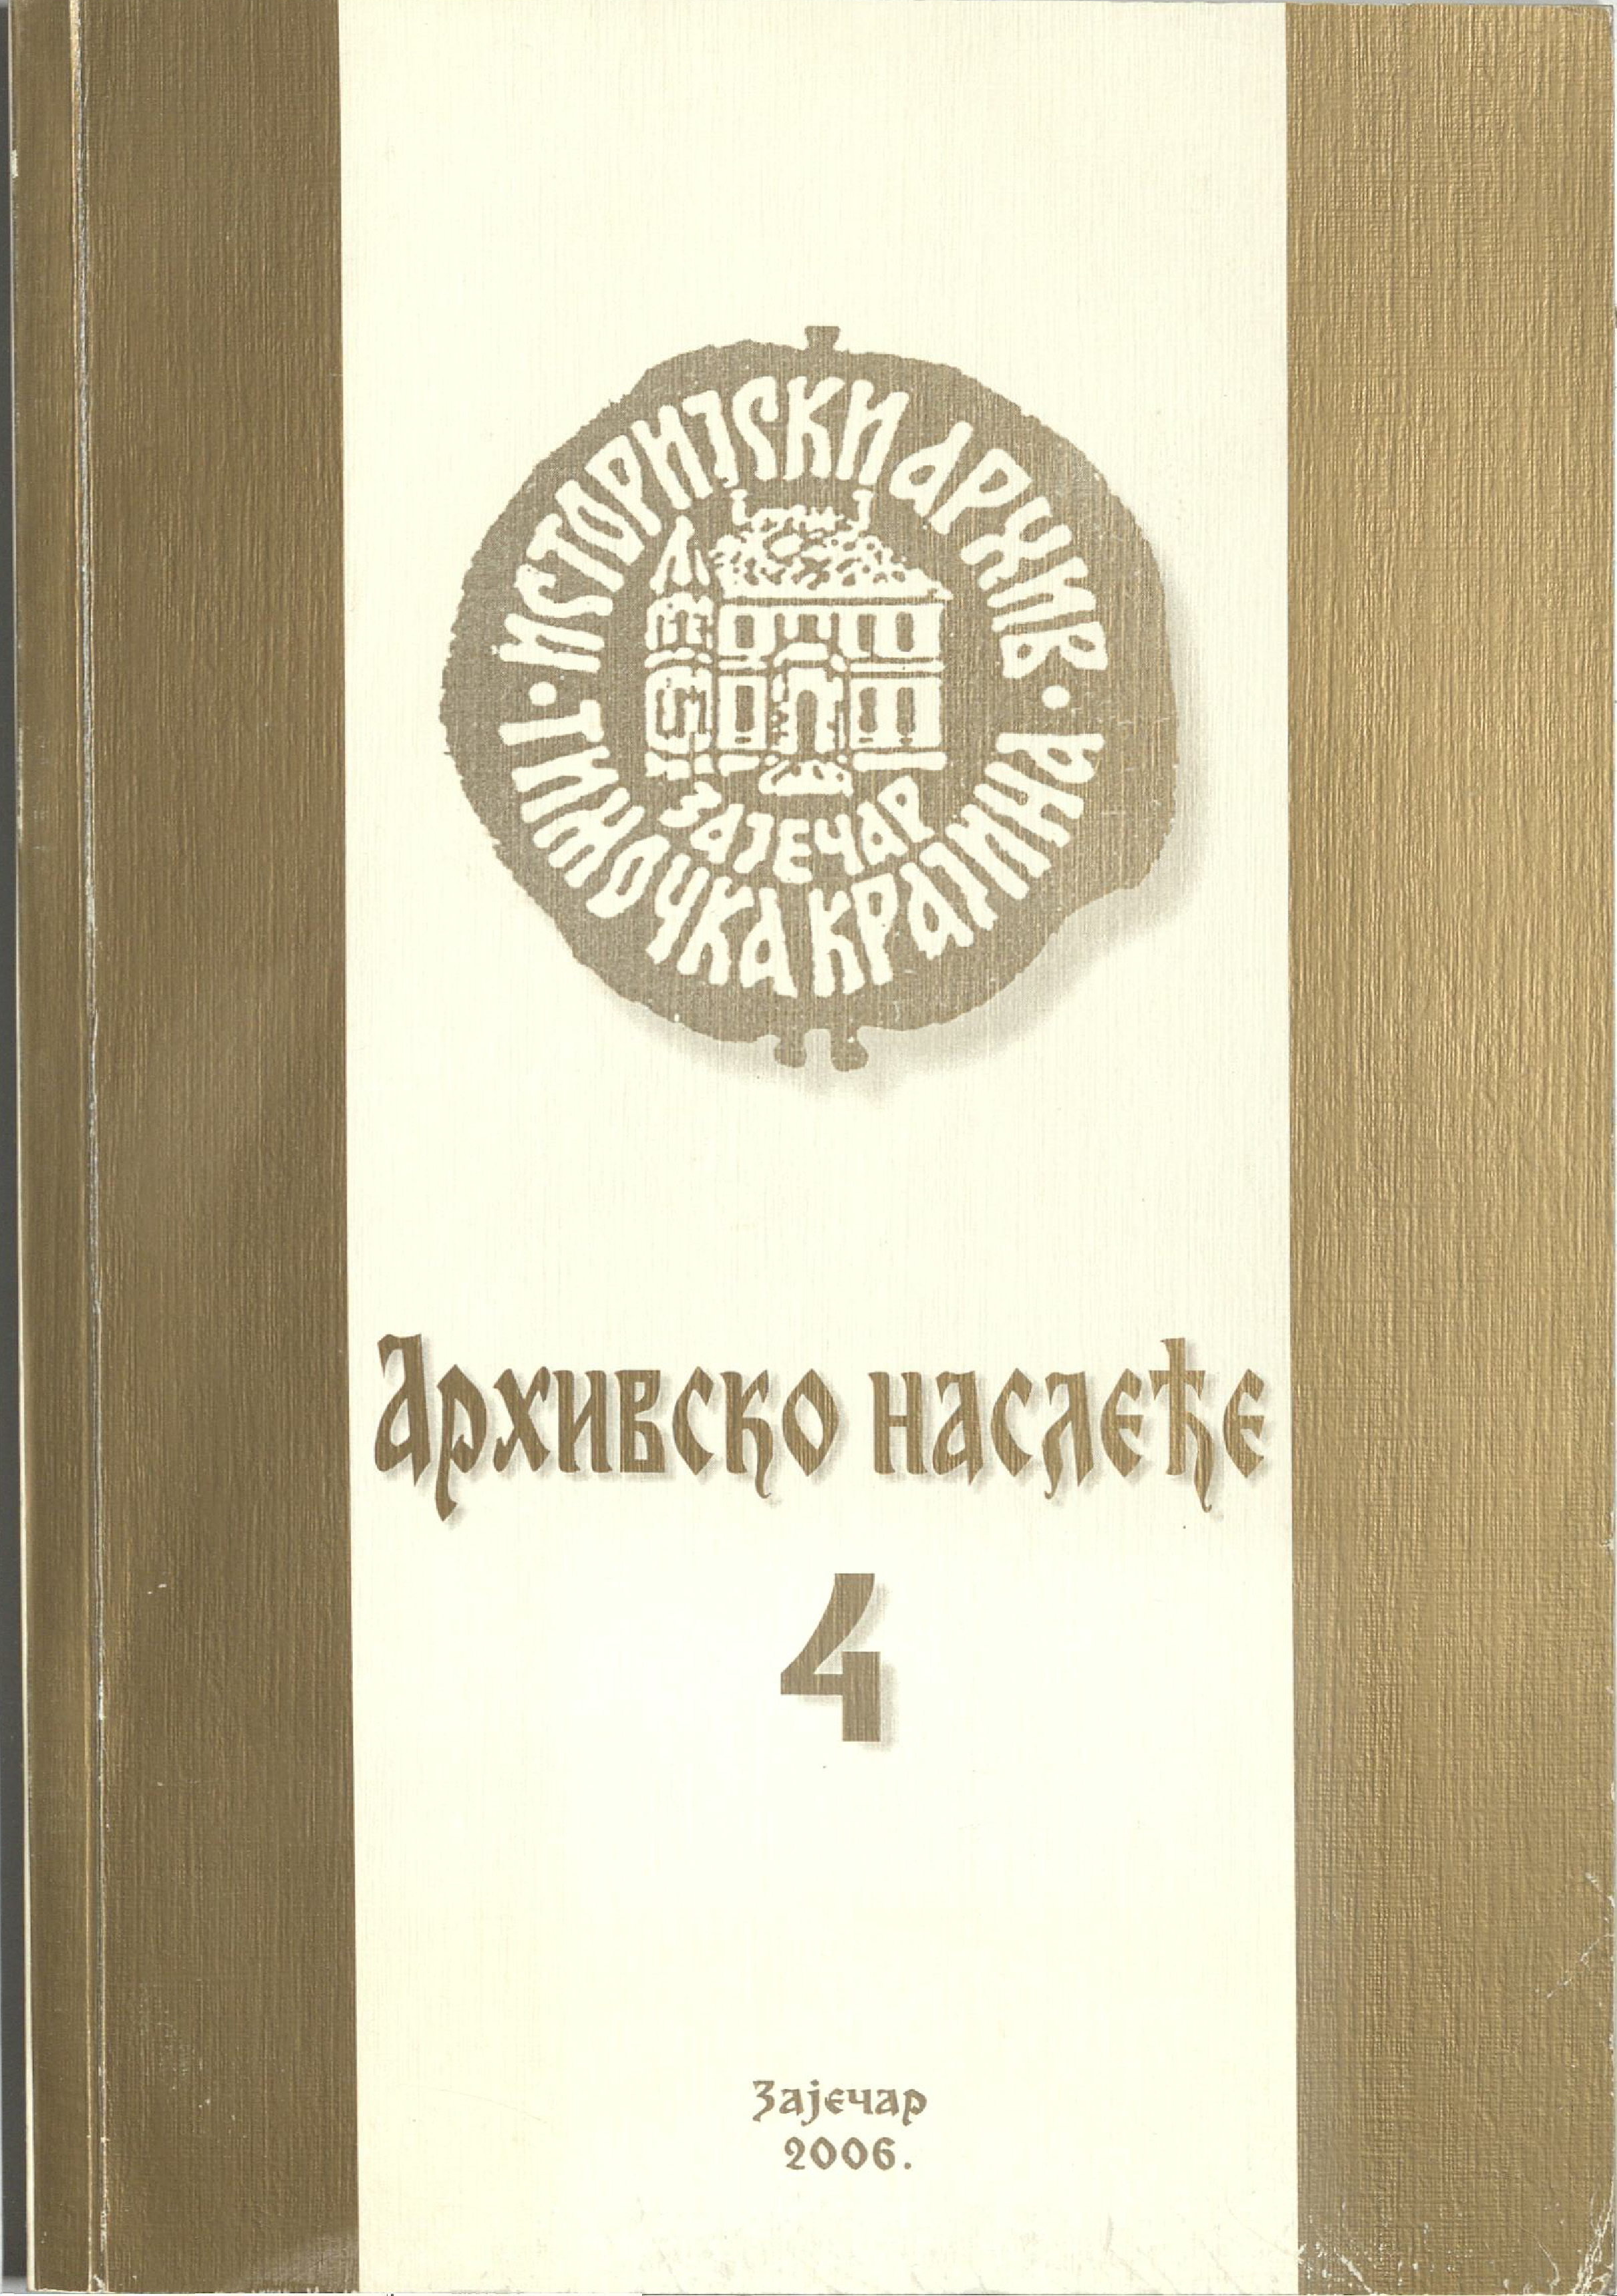 ИСТОРИЈСКИ АРХИВ
ТИМОЧКА КРАЈИНА
ЗАЈЕЧАР
Архивско наслеђе
4
Зајечар
2006.